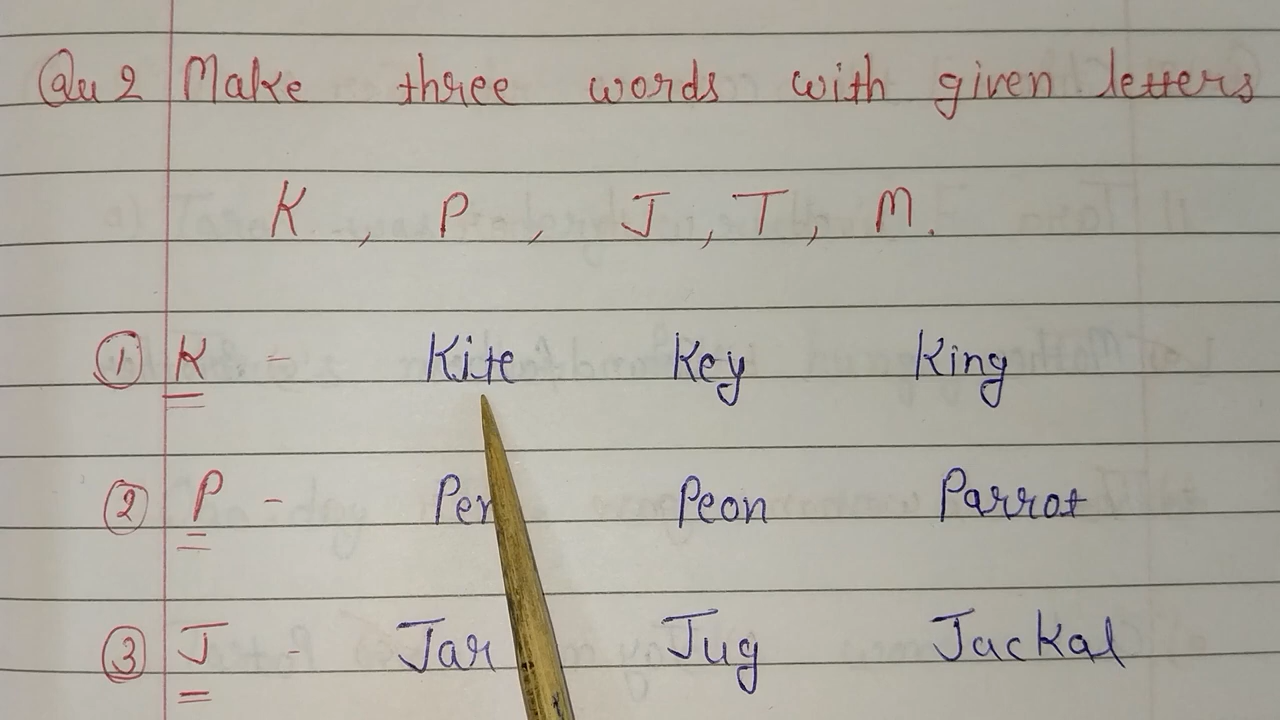 Qu 2 Make three words with given letters
K , P , J , T , M.
① K - Kite Key King
② P - Pen Peon Parrot
③ J - Jar Jug Jackal